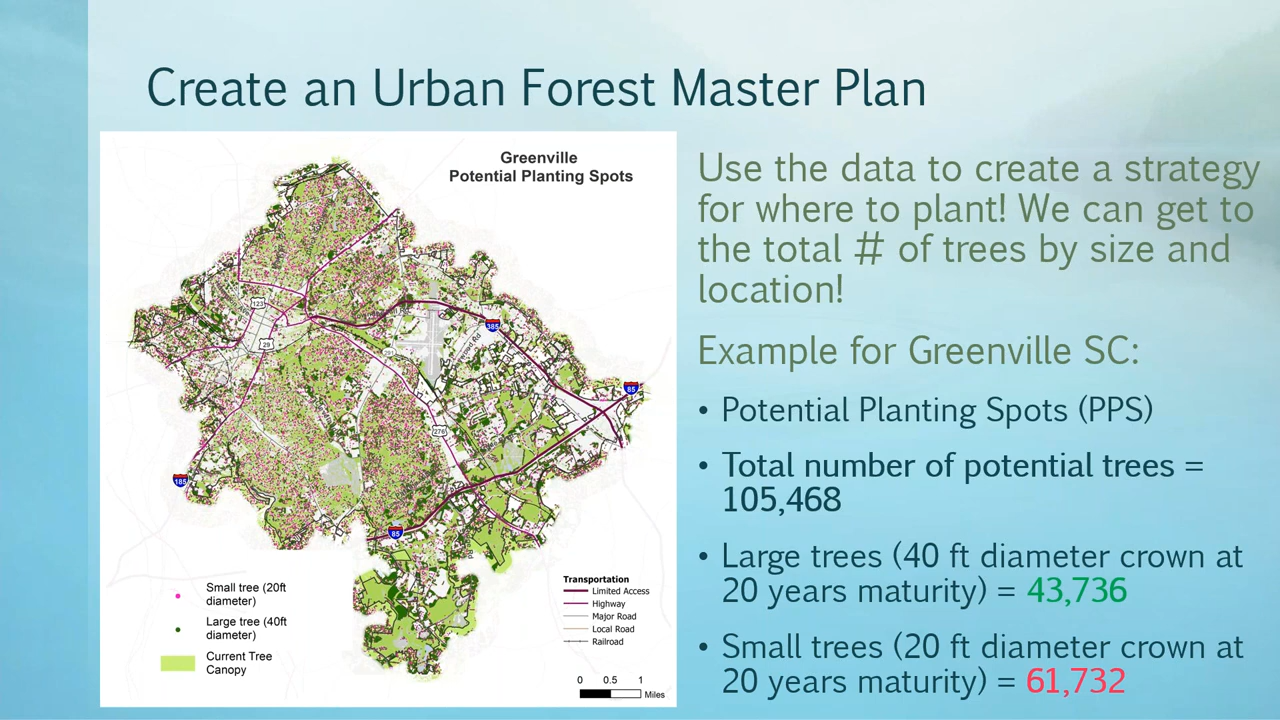 Create an Urban Forest Master Plan
Greenville
Potential Planting Spots
123
29
385
291
276
85
185
85
Small tree (20ft
diameter)
Large tree (40ft
diameter)
Current Tree
Canopy
Transportation
Limited Access
Highway
Major Road
Local Road
Railroad
0 0.5 1
Miles
Use the data to create a strategy
for where to plant! We can get to
the total # of trees by size and
location!
Example for Greenville SC:
• Potential Planting Spots (PPS)
• Total number of potential trees =
105,468
• Large trees (40 ft diameter crown at
20 years maturity) = 43,736
• Small trees (20 ft diameter crown at
20 years maturity) = 61,732